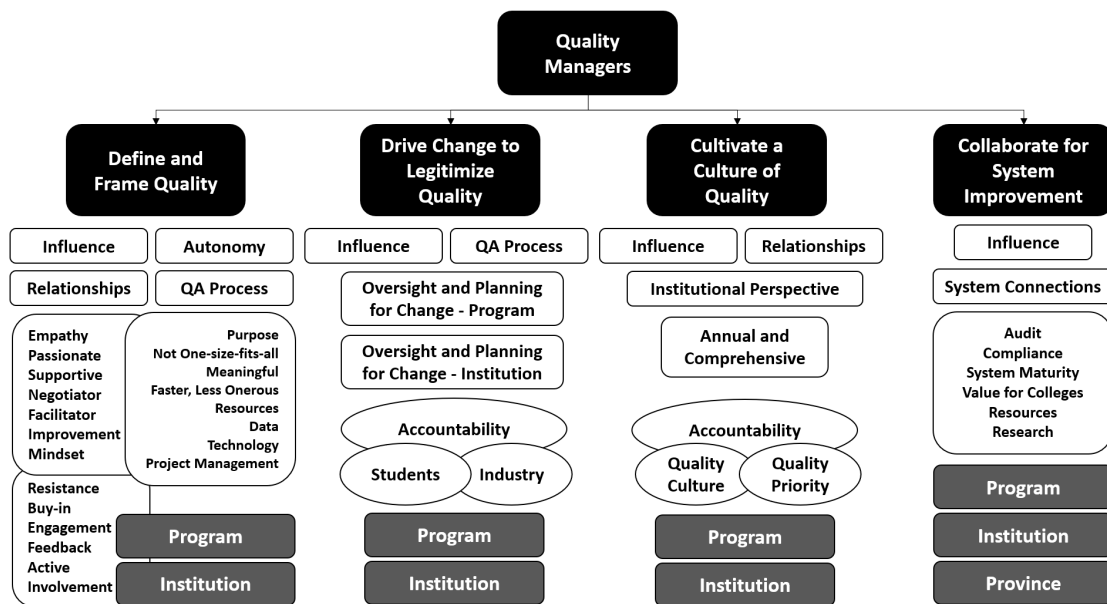 Quality
Managers
Define and
Frame Quality
Influence
Autonomy
Relationships
QA Process
Empathy
Passionate
Supportive
Negotiator
Facilitator
Improvement
Mindset
Purpose
Not One-size-fits-all
Meaningful
Faster, Less Onerous
Resources
Data
Technology
Project Management
Resistance
Buy-in
Engagement
Feedback
Active
Involvement
Program
Institution
Drive Change to
Legitimize
Quality
Influence
QA Process
Oversight and Planning
for Change - Program
Oversight and Planning
for Change - Institution
Accountability
Students
Industry
Program
Institution
Cultivate a
Culture of
Quality
Influence
Relationships
Institutional Perspective
Annual and
Comprehensive
Accountability
Quality
Culture
Quality
Priority
Program
Institution
Collaborate for
System
Improvement
Influence
System Connections
Audit
Compliance
System Maturity
Value for Colleges
Resources
Research
Program
Institution
Province